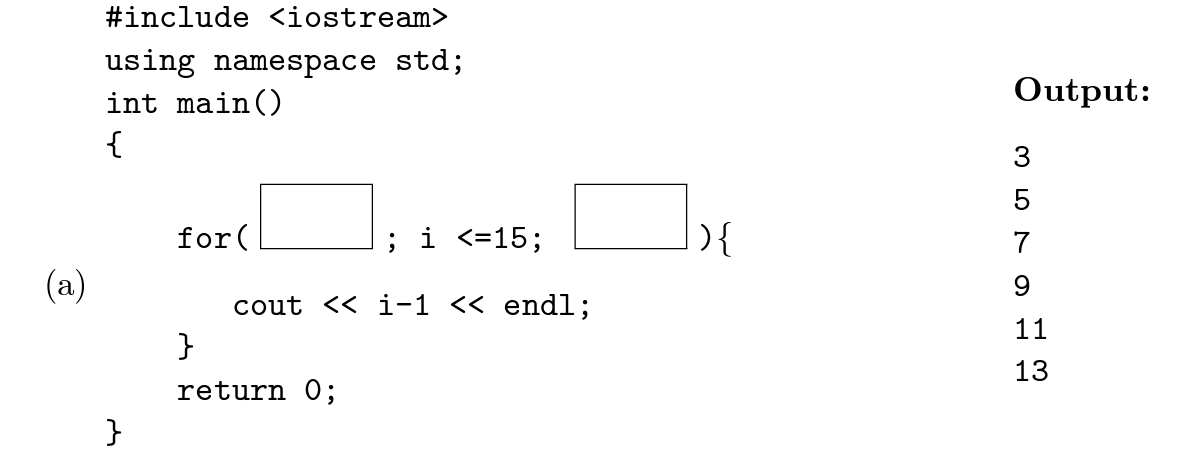 #include <iostream>
using namespace std;
int main()
{
for( ; i <=15; ){
(a)
cout << i-1 << endl;
}
return 0;
}
Output:
3
5
7
9
11
13